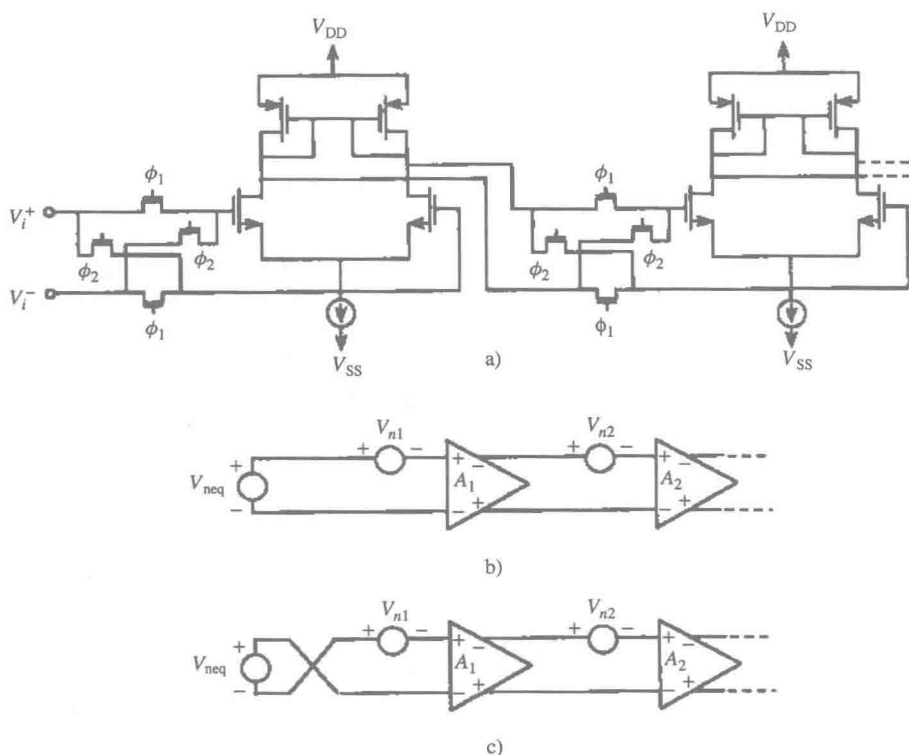 V_DD
V_DD
ϕ1
ϕ1
V_i^+
ϕ2
ϕ2
ϕ2
ϕ2
V_i^-
ϕ1
ϕ1
V_SS
V_SS
a)
V_n1
V_n2
+ −
+ −
+
V_neq
−
+ −
A_1
− +
+ −
A_2
− +
b)
V_n1
V_n2
+ −
+ −
+
V_neq
−
+ −
A_1
− +
+ −
A_2
− +
c)